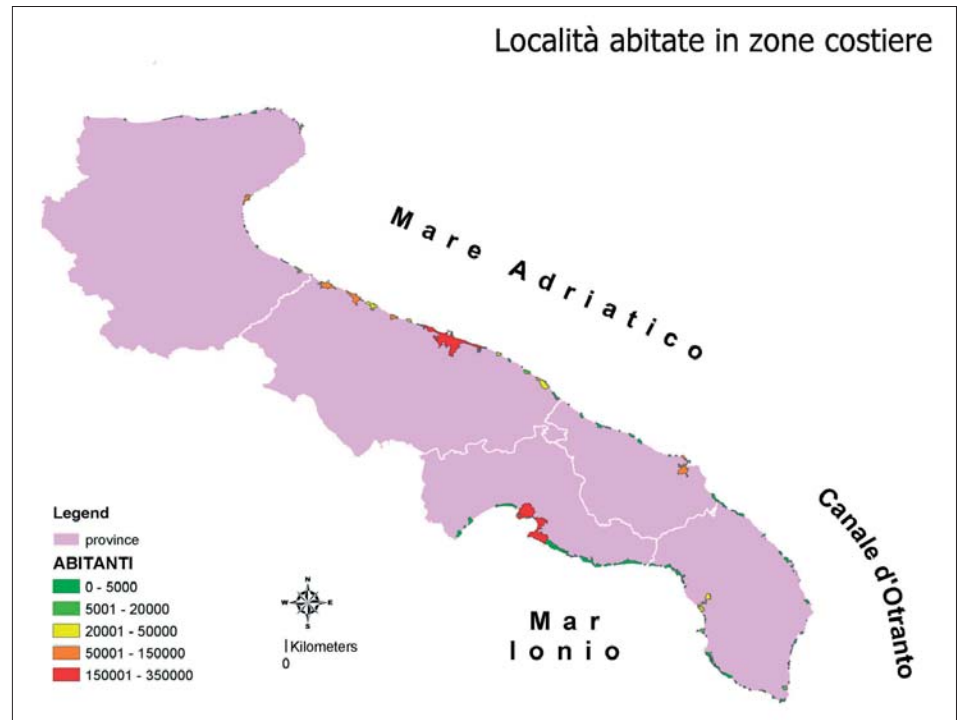 Località abitate in zone costiere
Mare Adriatico
Canale d'Otranto
Mar
Ionio
Legend
province
ABITANTI
0 - 5000
5001 - 20000
20001 - 50000
50001 - 150000
150001 - 350000
N
W E
S
Kilometers
0